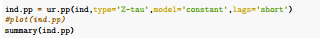 ind.pp = ur.pp(ind,type='Z-tau',model='constant',lags='short')
#plot(ind.pp)
summary(ind.pp)